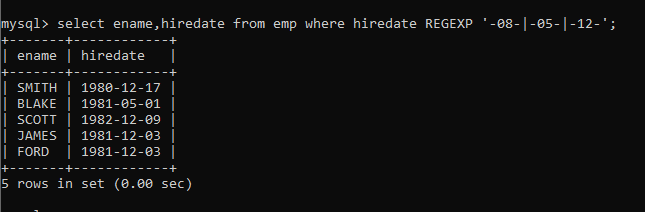 mysql> select ename,hiredate from emp where hiredate REGEXP '-08-|-05-|-12-';
+-------+------------+
| ename | hiredate   |
+-------+------------+
| SMITH | 1980-12-17 |
| BLAKE | 1981-05-01 |
| SCOTT | 1982-12-09 |
| JAMES | 1981-12-03 |
| FORD  | 1981-12-03 |
+-------+------------+
5 rows in set (0.00 sec)